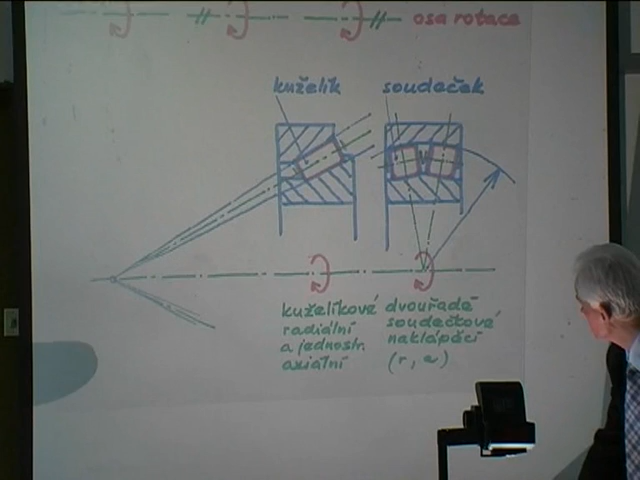 osa rotace
kuželík
soudeček
kuželíkové
radiální
a jednostr.
axiální
dvouřadé
soudečkové
naklápěcí
(r, a)